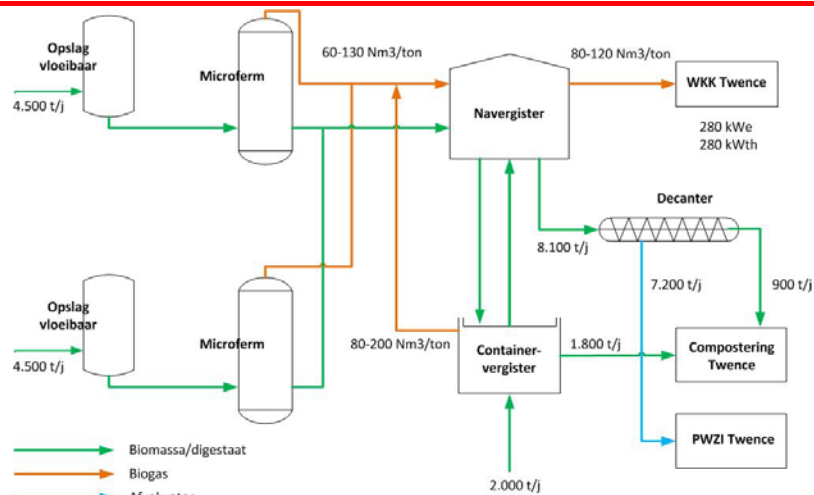 Opslag
vloeibaar
4.500 t/j
Microferm
60-130 Nm3/ton
Navergister
80-120 Nm3/ton
WKK Twence
280 kWe
280 kWth
Decanter
8.100 t/j
7.200 t/j
900 t/j
Opslag
vloeibaar
4.500 t/j
Microferm
80-200 Nm3/ton
Container-
vergister
1.800 t/j
Compostering
Twence
PWZI Twence
2.000 t/j
Biomassa/digestaat
Biogas